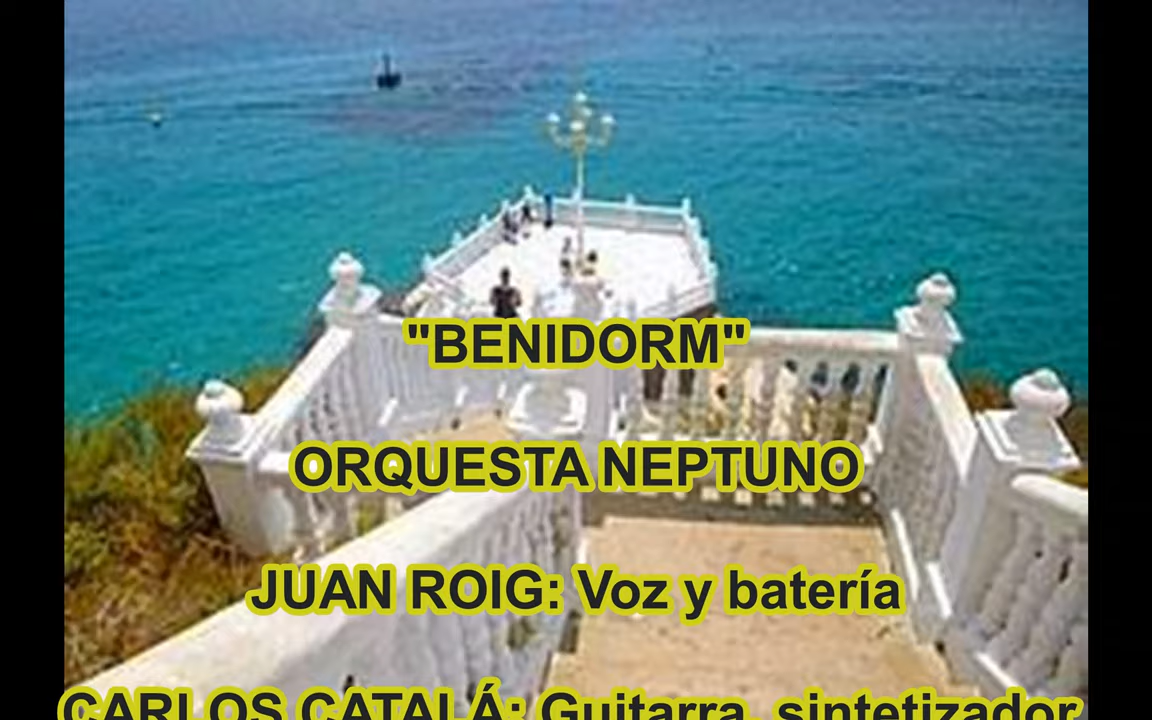 "BENIDORM"
ORQUESTA NEPTUNO
JUAN ROIG: Voz y batería
CARLOS CATALÁ: Guitarra, sintetizador